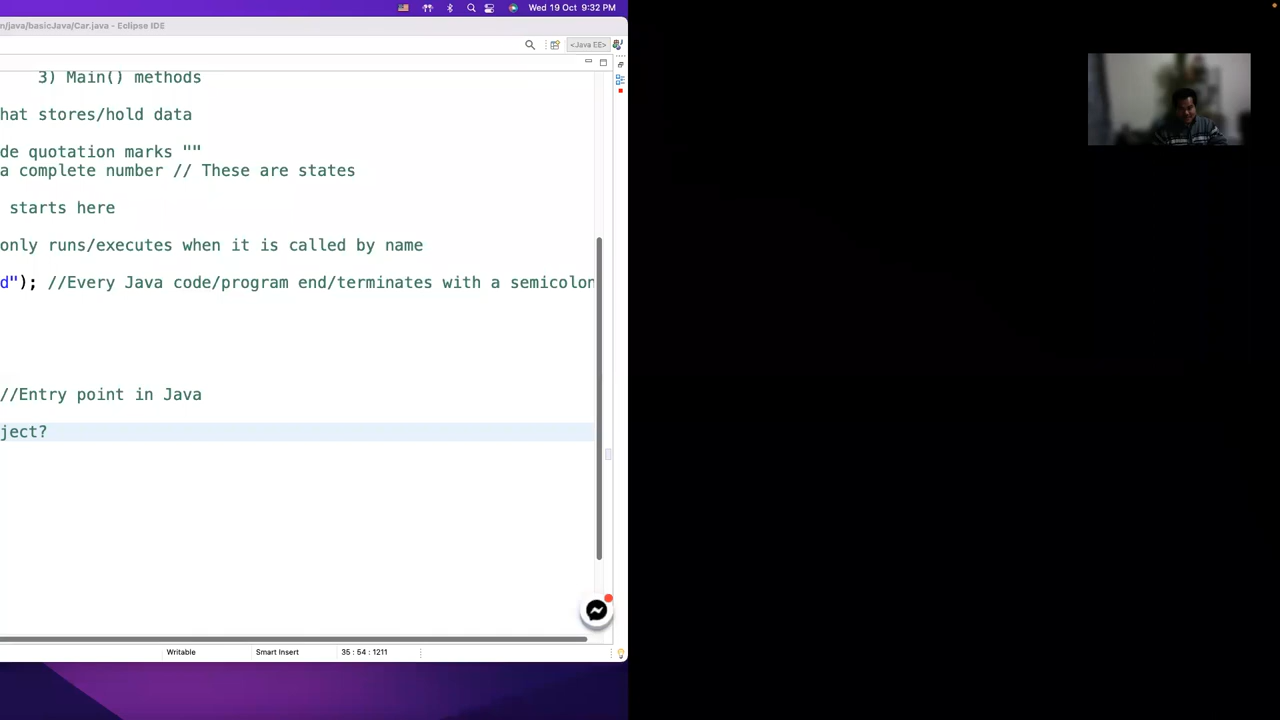 Wed 19 Oct 9:32 PM
n/java/basicJava/Car.java - Eclipse IDE
<Java EE>
3) Main() methods
hat stores/hold data
de quotation marks ""
a complete number // These are states
starts here
only runs/executes when it is called by name
d"); //Every Java code/program end/terminates with a semicolon
//Entry point in Java
ject?
Writable
Smart Insert
35 : 54 : 1211